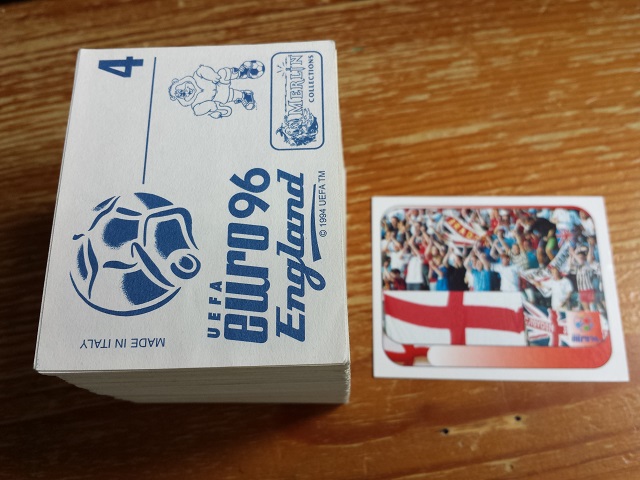 4
MERLIN
COLLECTIONS
UEFA
euro 96
England
© 1994 UEFA TM
MADE IN ITALY